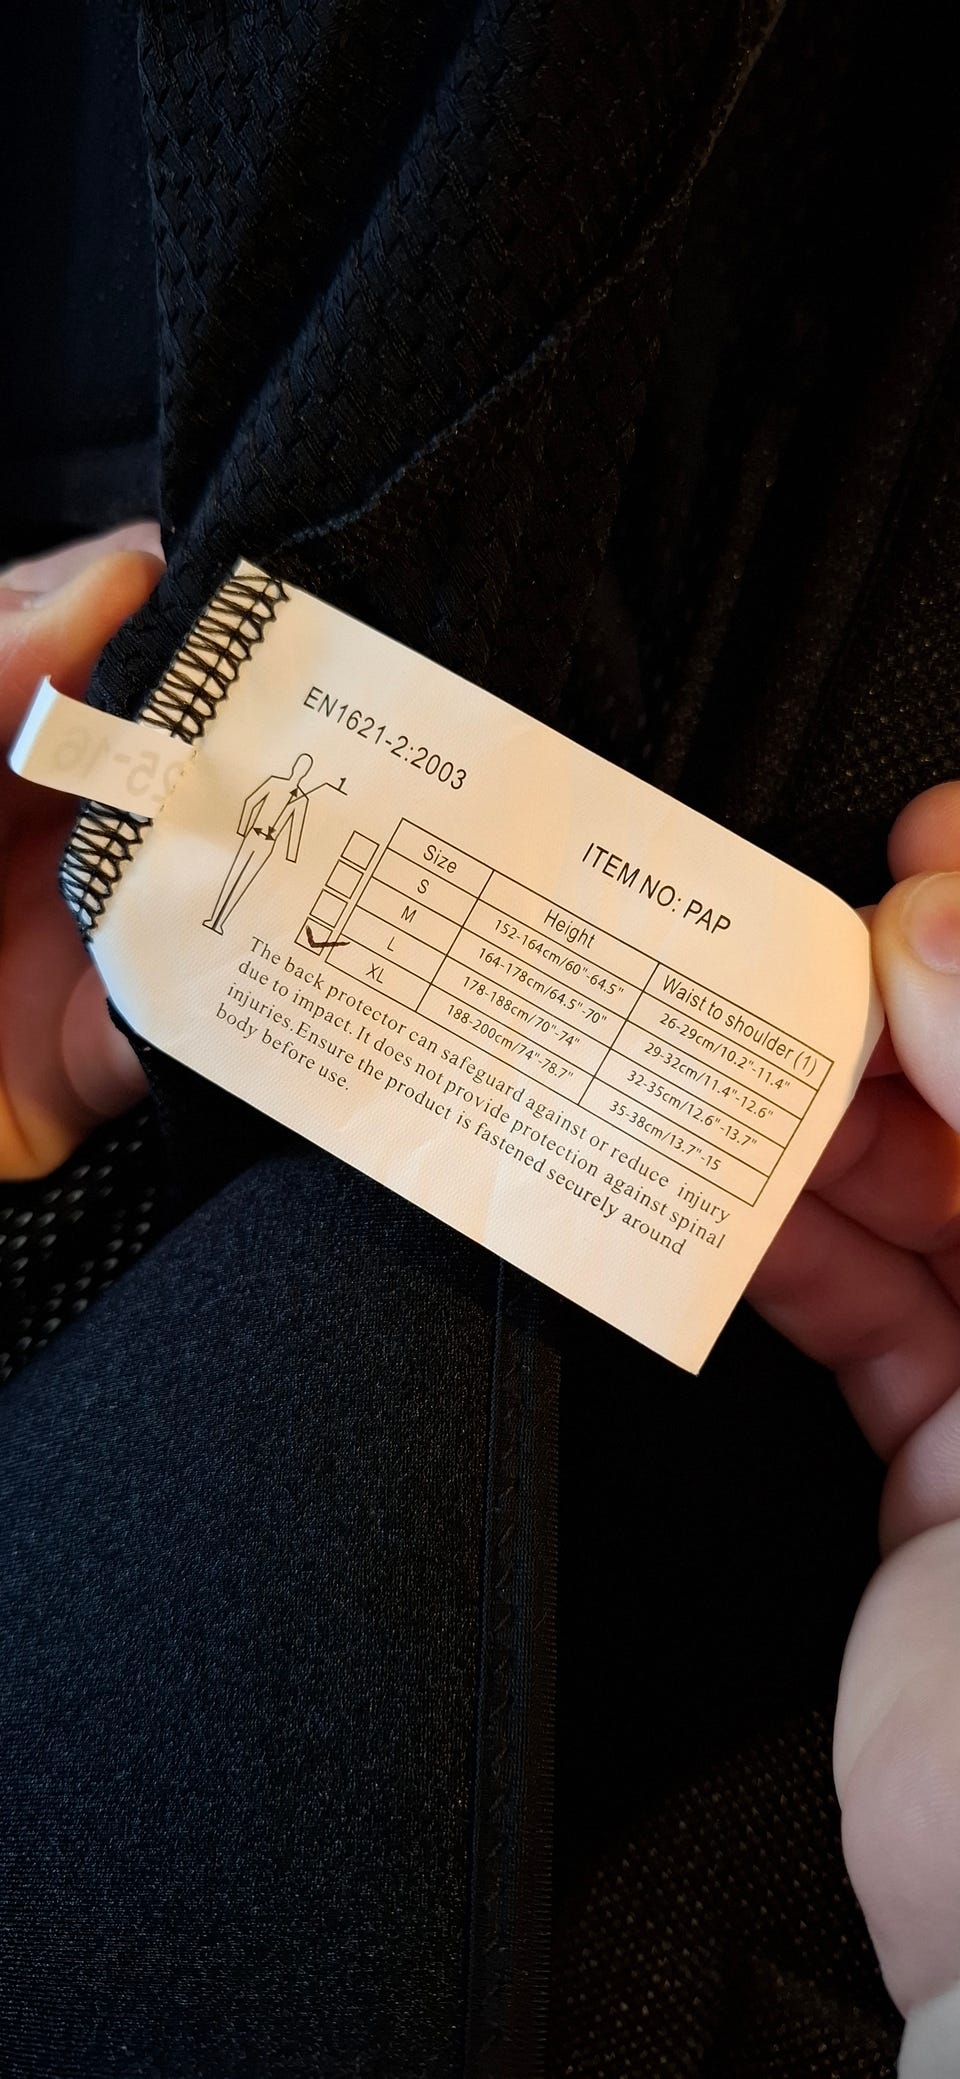 EN1621-2:2003
ITEM NO: PAP
1
Size Height Waist to shoulder (1)
S 152-164cm/60"-64.5" 26-29cm/10.2"-11.4"
M 164-178cm/64.5"-70" 29-32cm/11.4"-12.6"
L 178-188cm/70"-74" 32-35cm/12.6"-13.7"
XL 188-200cm/74"-78.7" 35-38cm/13.7"-15
The back protector can safeguard against or reduce injury
due to impact. It does not provide protection against spinal
injuries.Ensure the product is fastened securely around
body before use.